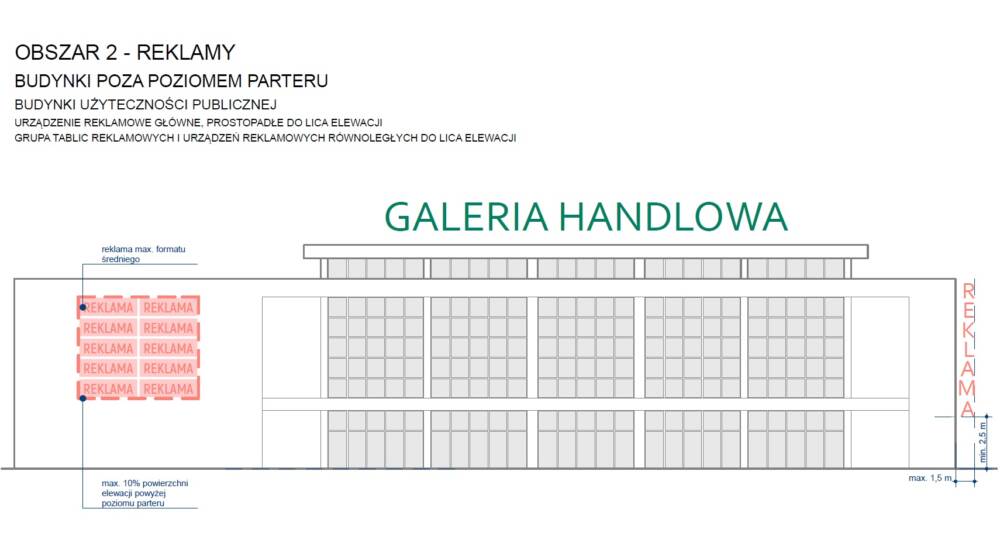 OBSZAR 2 - REKLAMY
BUDYNKI POZA POZIOMEM PARTERU
BUDYNKI UŻYTECZNOŚCI PUBLICZNEJ
URZĄDZENIE REKLAMOWE GŁÓWNE, PROSTOPADŁE DO LICA ELEWACJI
GRUPA TABLIC REKLAMOWYCH I URZĄDZEŃ REKLAMOWYCH RÓWNOLEGŁYCH DO LICA ELEWACJI
GALERIA HANDLOWA
reklama max. formatu
średniego
REKLAMA REKLAMA
REKLAMA REKLAMA
REKLAMA REKLAMA
REKLAMA REKLAMA
REKLAMA REKLAMA
REKLAMA
min. 2,5 m
max. 1,5 m
max. 10% powierzchni
elewacji powyżej
poziomu parteru